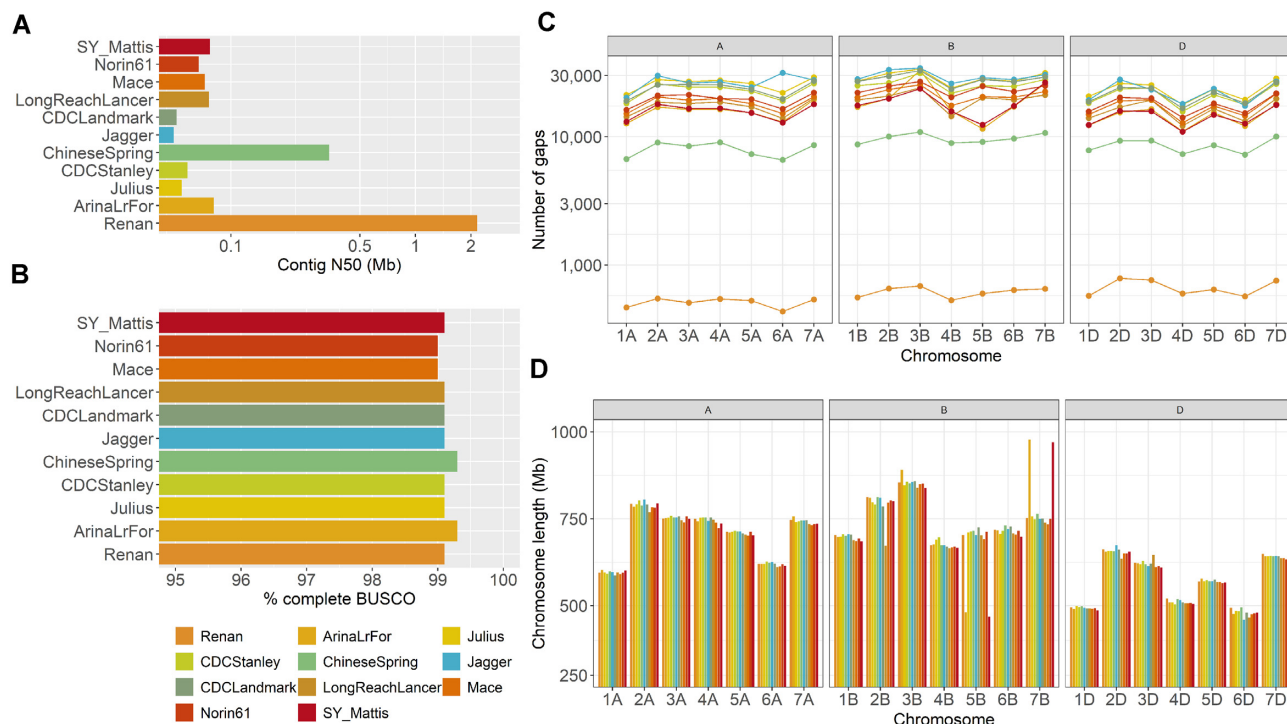 A
SY_Mattis
Norin61
Mace
LongReachLancer
CDCLandmark
Jagger
ChineseSpring
CDCStanley
Julius
ArinaLrFor
Renan
0.1 0.5 1 2
Contig N50 (Mb)
B
SY_Mattis
Norin61
Mace
LongReachLancer
CDCLandmark
Jagger
ChineseSpring
CDCStanley
Julius
ArinaLrFor
Renan
95 96 97 98 99 100
% complete BUSCO
Renan ArinaLrFor Julius
CDCStanley ChineseSpring Jagger
CDCLandmark LongReachLancer Mace
Norin61 SY_Mattis
C
A B D
Number of gaps
30,000
10,000
3,000
1,000
1A 2A 3A 4A 5A 6A 7A 1B 2B 3B 4B 5B 6B 7B 1D 2D 3D 4D 5D 6D 7D
Chromosome
D
A B D
Chromosome length (Mb)
1000
750
500
250
1A 2A 3A 4A 5A 6A 7A 1B 2B 3B 4B 5B 6B 7B 1D 2D 3D 4D 5D 6D 7D
Chromosome